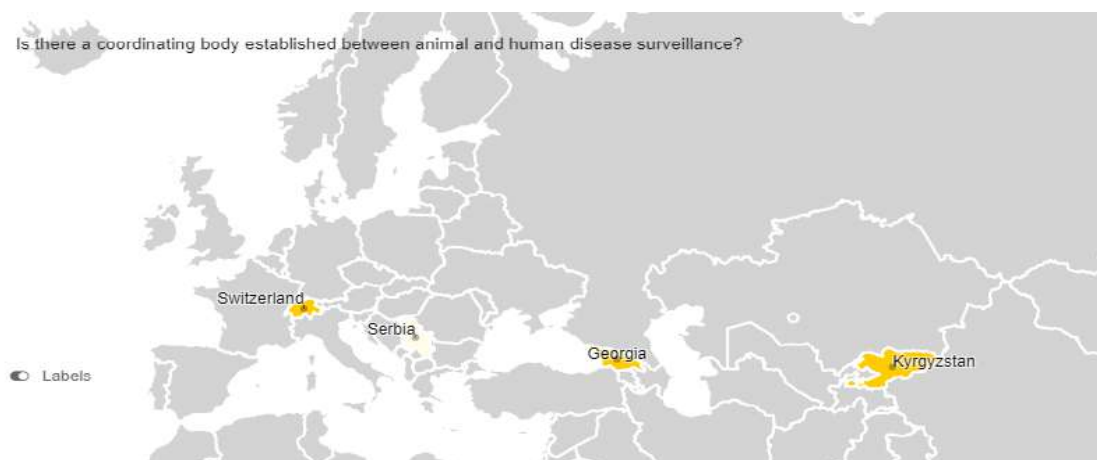 Is there a coordinating body established between animal and human disease surveillance?
Switzerland
Serbia
Georgia
Kyrgyzstan
Labels